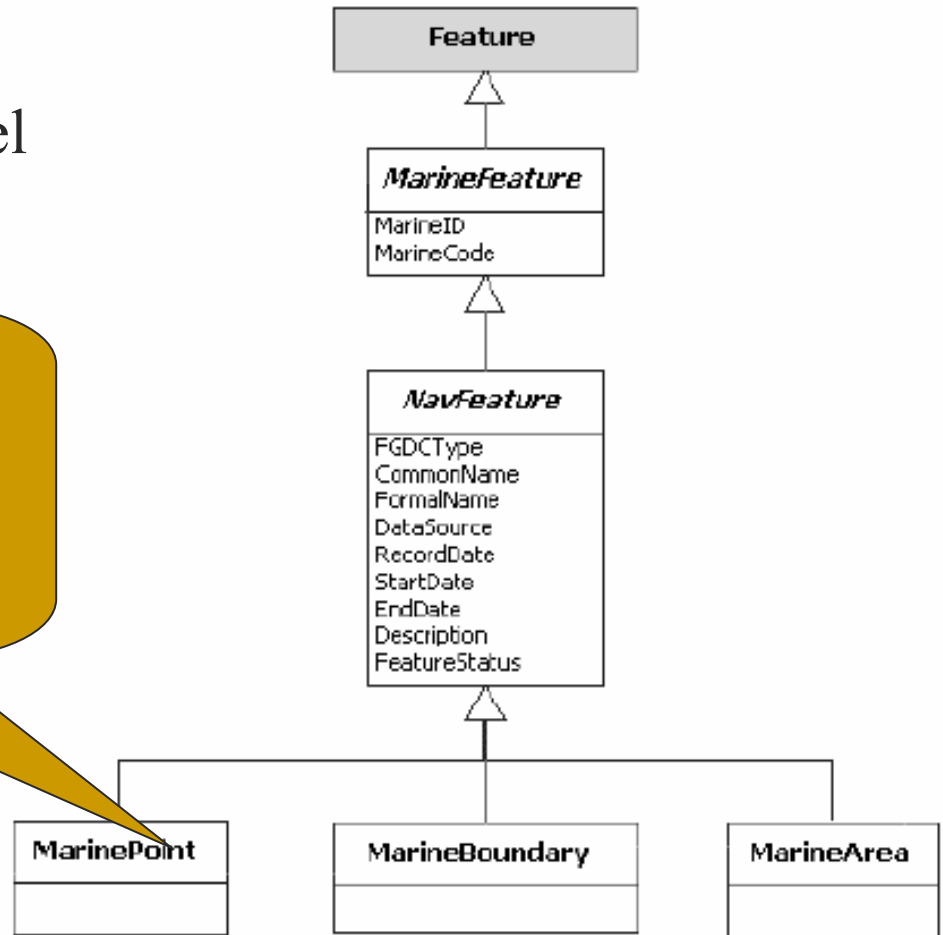 Feature
el
MarineFeature
MarineID
MarineCode
NavFeature
FGDCType
CommonName
FormalName
DataSource
RecordDate
StartDate
EndDate
Description
FeatureStatus
MarinePoint
MarineBoundary
MarineArea